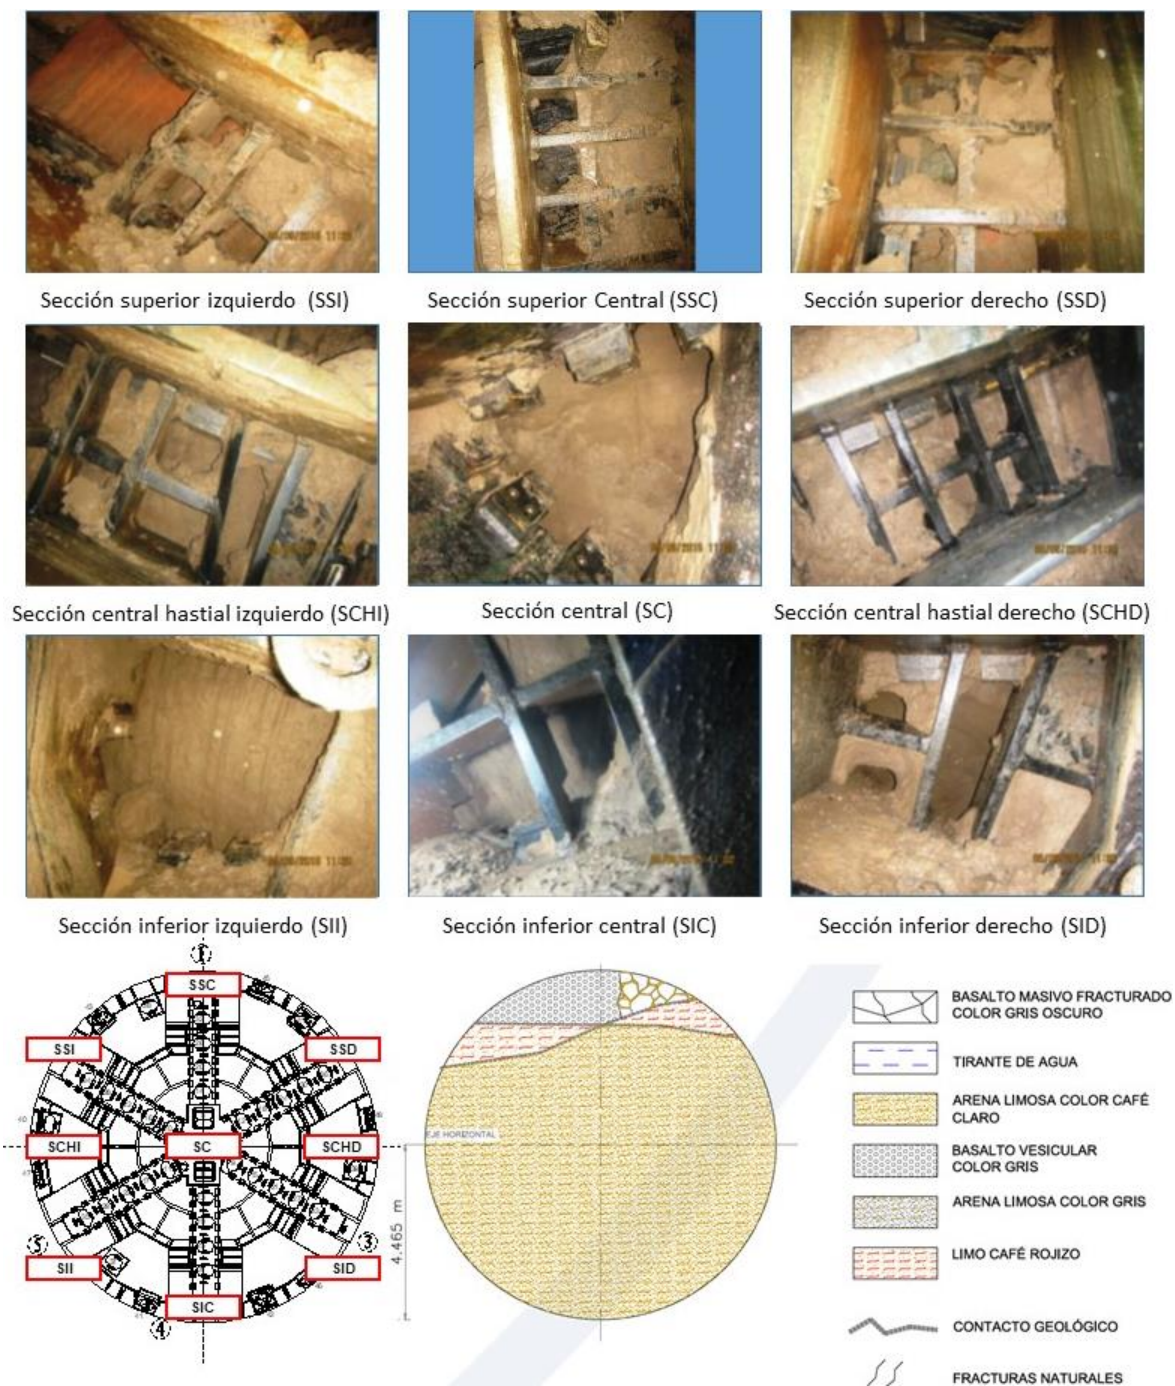 Sección superior izquierdo (SSI)
Sección superior Central (SSC)
Sección superior derecho (SSD)
Sección central hastial izquierdo (SCHI)
Sección central (SC)
Sección central hastial derecho (SCHD)
Sección inferior izquierdo (SII)
Sección inferior central (SIC)
Sección inferior derecho (SID)
1
SSC
SSI
SSD
SCHI
SC
SCHD
5
3
SII
SID
SIC
4
EJE HORIZONTAL
4.465 m
BASALTO MASIVO FRACTURADO
COLOR GRIS OSCURO
TIRANTE DE AGUA
ARENA LIMOSA COLOR CAFÉ
CLARO
BASALTO VESICULAR
COLOR GRIS
ARENA LIMOSA COLOR GRIS
LIMO CAFÉ ROJIZO
CONTACTO GEOLÓGICO
FRACTURAS NATURALES